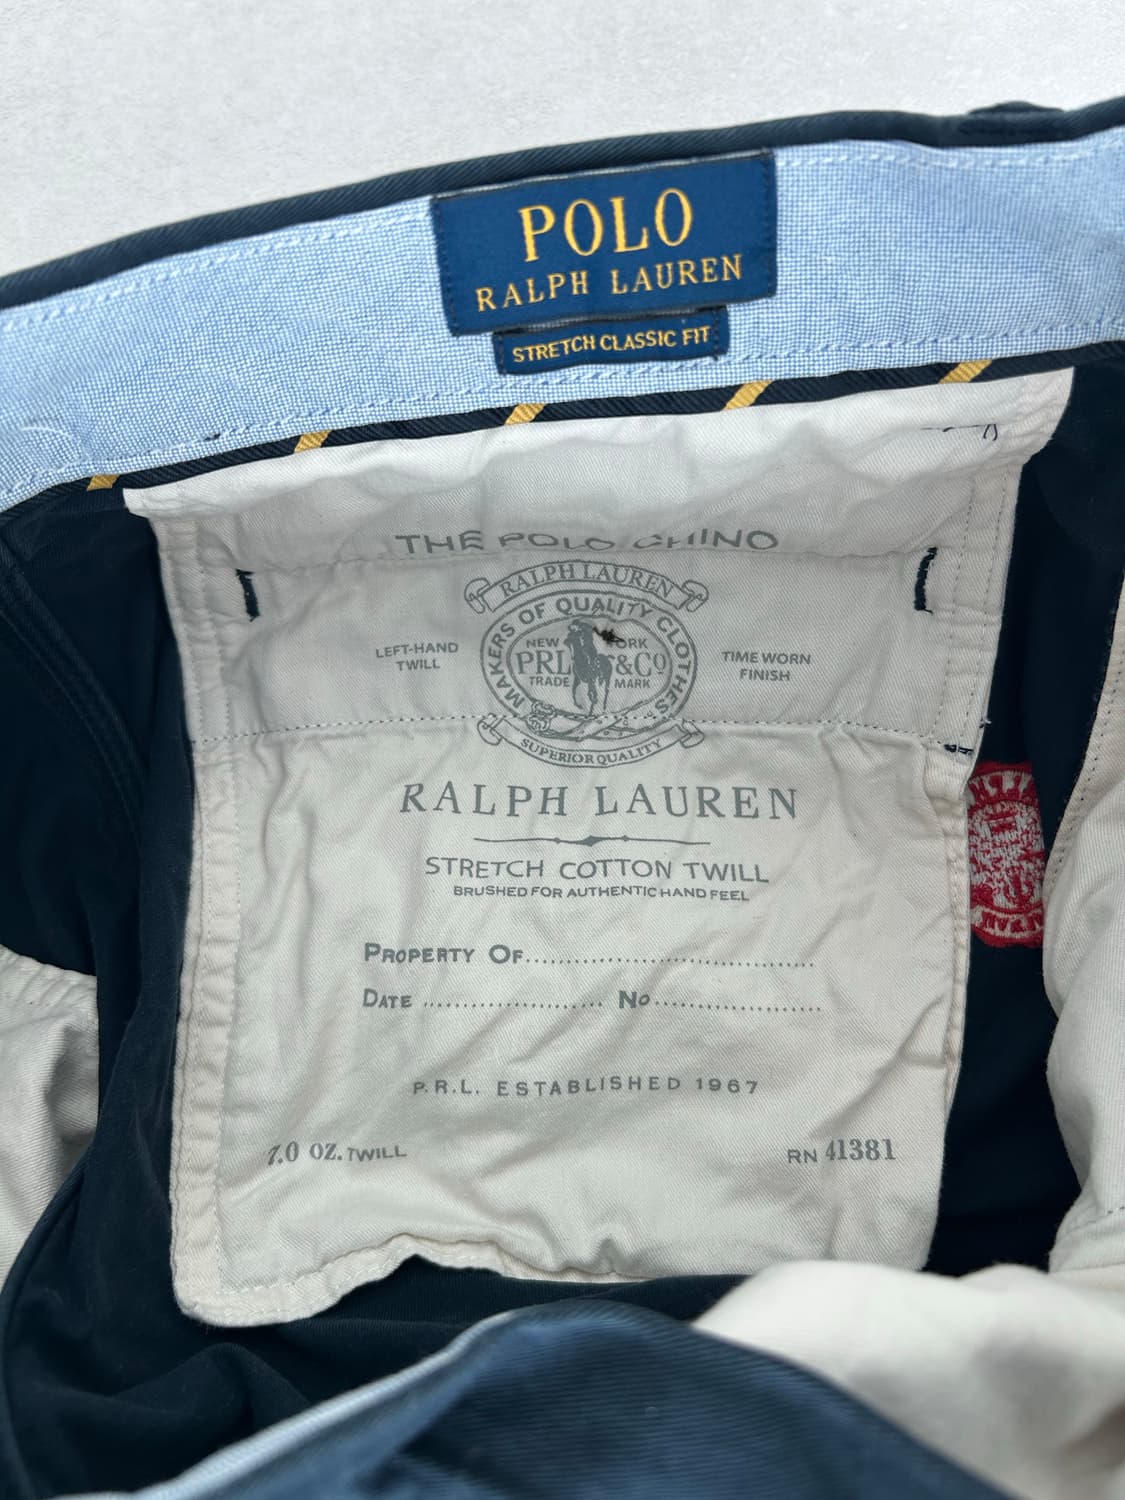 POLO
RALPH LAUREN
STRETCH CLASSIC FIT
THE POLO CHINO
RALPH LAUREN
MAKERS OF QUALITY CLOTHES
LEFT-HAND
TWILL
NEW YORK
PRL &Co
TRADE MARK
TIME WORN
FINISH
SUPERIOR QUALITY
RALPH LAUREN
STRETCH COTTON TWILL
BRUSHED FOR AUTHENTIC HAND FEEL
PROPERTY OF
DATE No
P.R.L. ESTABLISHED 1967
7.0 OZ. TWILL
RN 41381